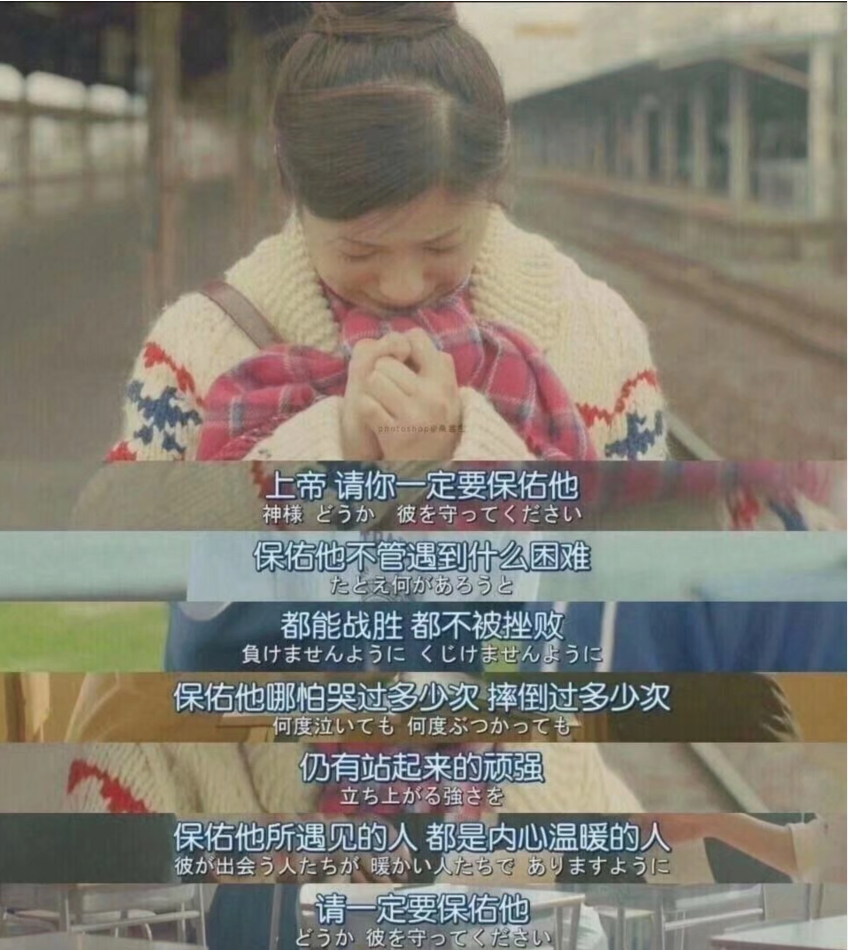 上帝 请你一定要保佑他
神様 どうか 彼を守ってください
保佑他不管遇到什么困难
たとえ何があろうと
都能战胜 都不被挫败
負けませんように くじけませんように
保佑他哪怕哭过多少次 摔倒过多少次
何度泣いても 何度ぶつかっても
仍有站起来的顽强
立ち上がる強さを
保佑他所遇见的人 都是内心温暖的人
彼が出会う人たちが 暖かい人たちで ありますように
请一定要保佑他
どうか 彼を守ってください